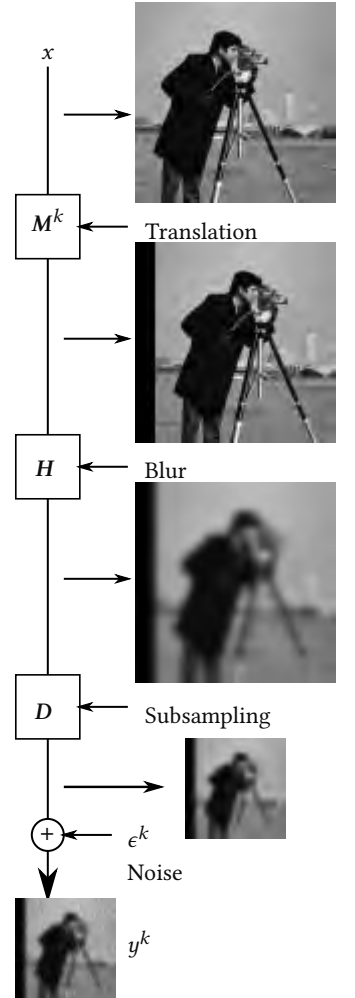 x
M^k
Translation
H
Blur
D
Subsampling
+
ϵ^k
Noise
y^k